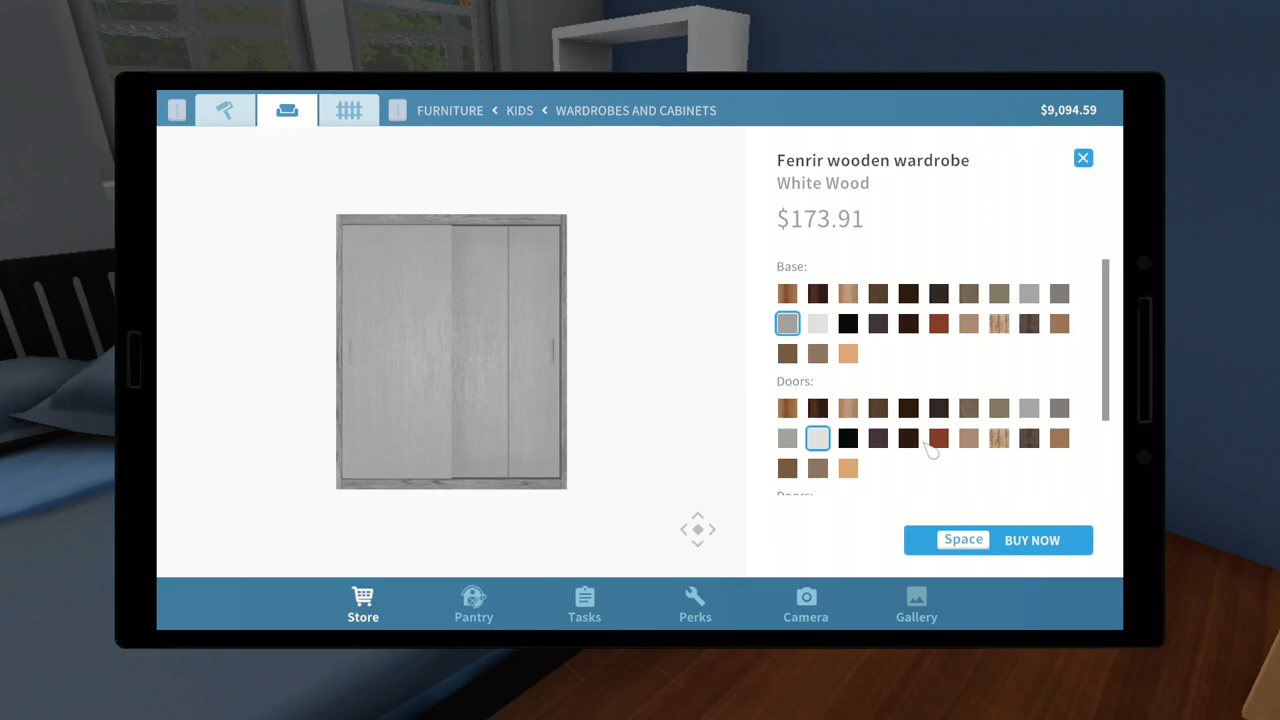 FURNITURE < KIDS < WARDROBES AND CABINETS
$9,094.59
Fenrir wooden wardrobe
White Wood
$173.91
Base:
Doors:
Doors:
Space BUY NOW
Store Pantry Tasks Perks Camera Gallery